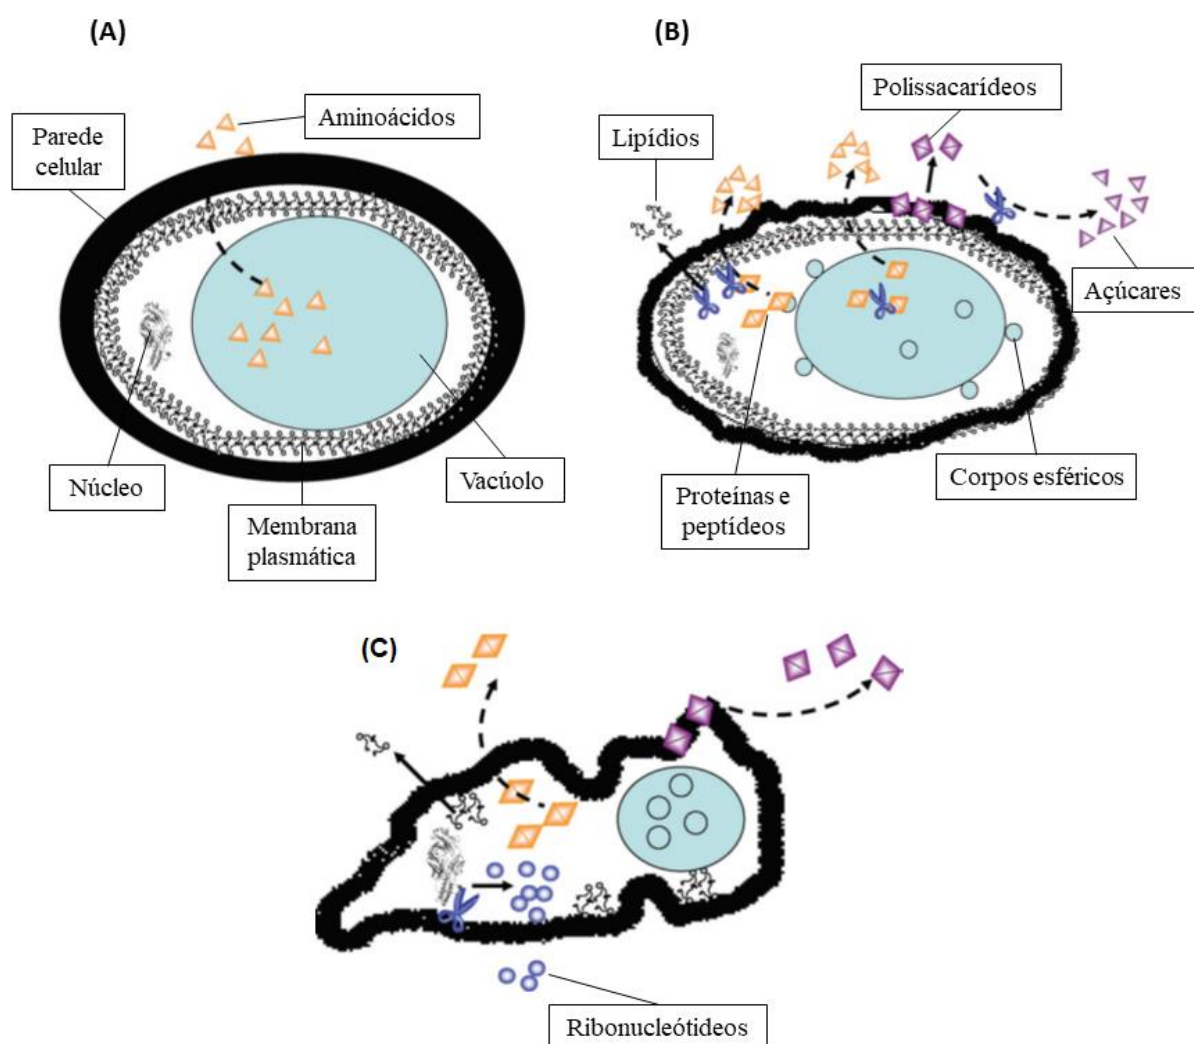 (A)
Aminoácidos
Parede
celular
Núcleo
Membrana
plasmática
Vacúolo
(B)
Polissacarídeos
Lipídios
Açúcares
Proteínas e
peptídeos
Corpos esféricos
(C)
Ribonucleótideos